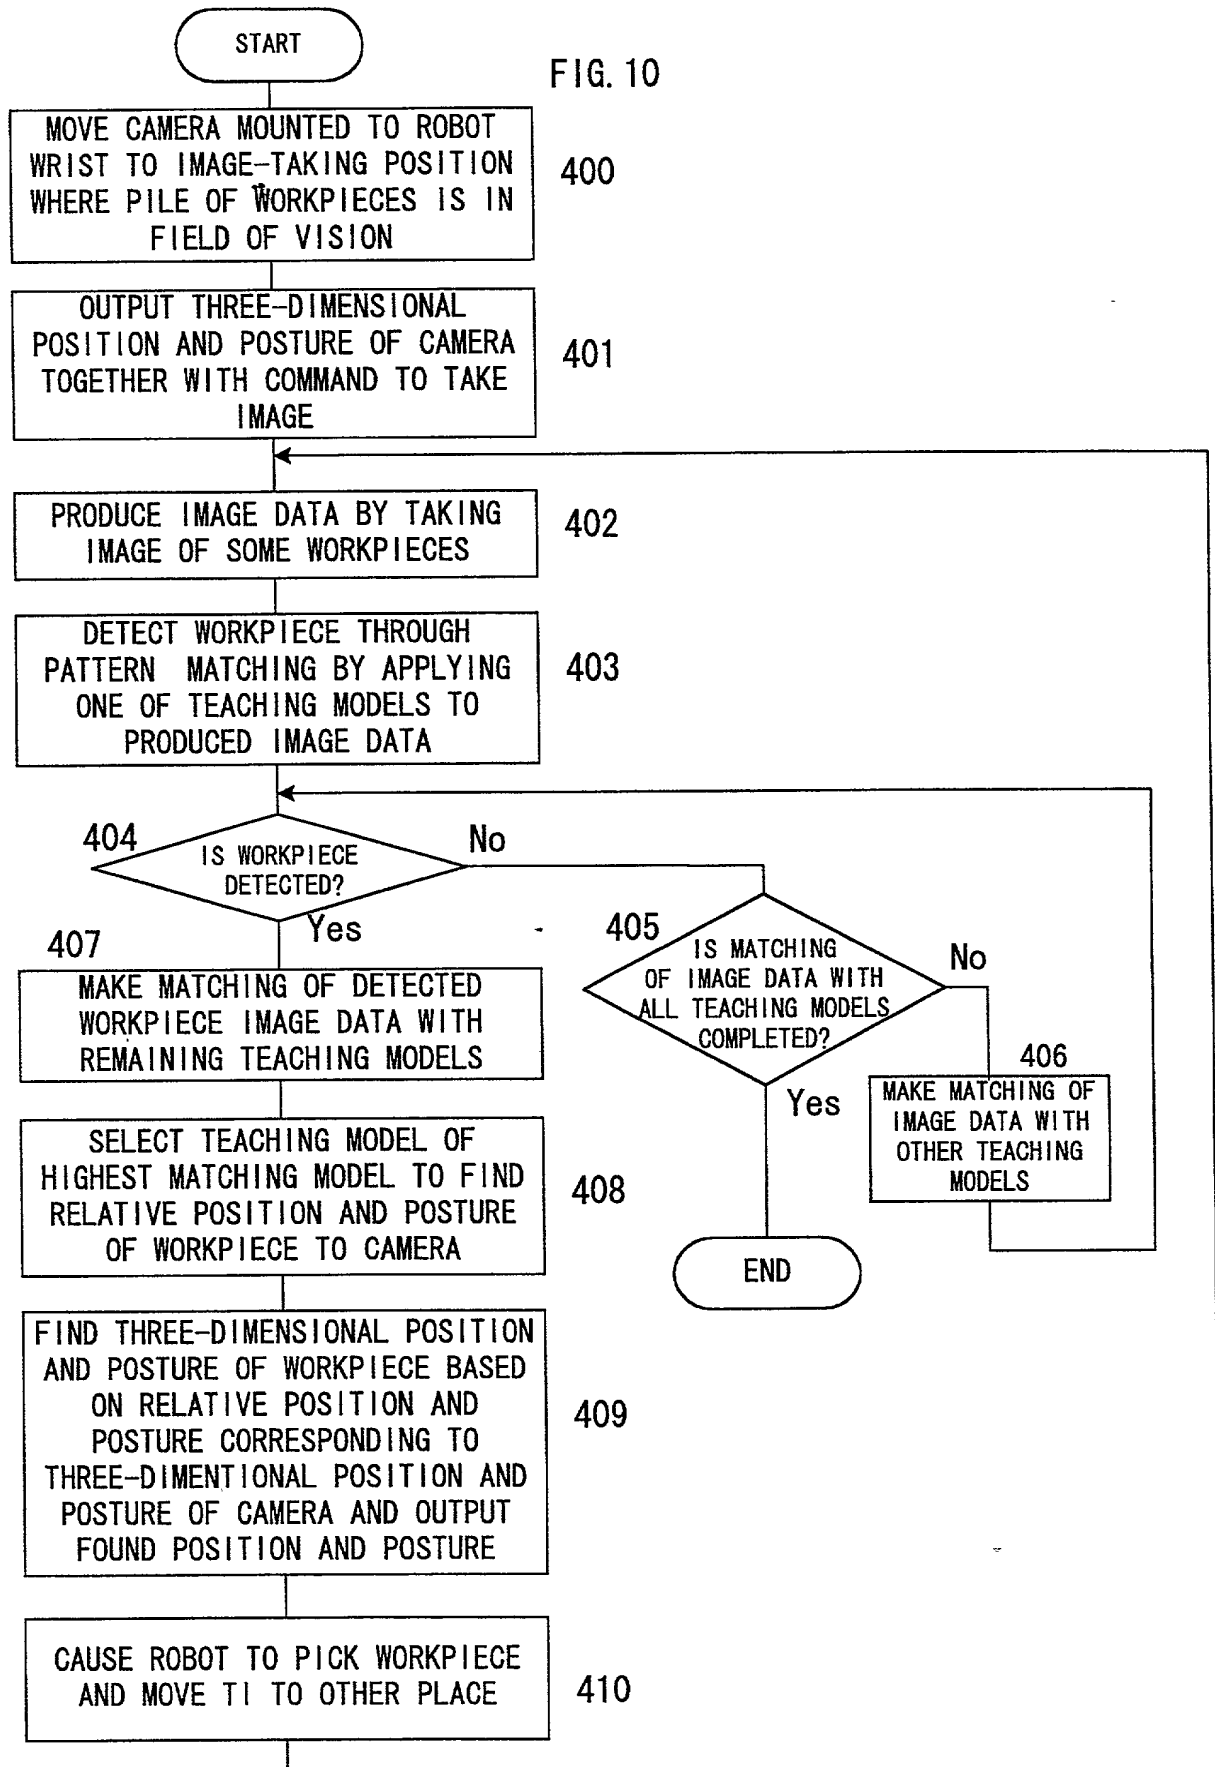 START
FIG. 10
MOVE CAMERA MOUNTED TO ROBOT
WRIST TO IMAGE-TAKING POSITION
WHERE PILE OF WORKPIECES IS IN
FIELD OF VISION
400
OUTPUT THREE-DIMENSIONAL
POSITION AND POSTURE OF CAMERA
TOGETHER WITH COMMAND TO TAKE
IMAGE
401
PRODUCE IMAGE DATA BY TAKING
IMAGE OF SOME WORKPIECES
402
DETECT WORKPIECE THROUGH
PATTERN MATCHING BY APPLYING
ONE OF TEACHING MODELS TO
PRODUCED IMAGE DATA
403
404
IS WORKPIECE
DETECTED?
No
Yes
405
IS MATCHING
OF IMAGE DATA WITH
ALL TEACHING MODELS
COMPLETED?
No
Yes
406
MAKE MATCHING OF
IMAGE DATA WITH
OTHER TEACHING
MODELS
END
407
MAKE MATCHING OF DETECTED
WORKPIECE IMAGE DATA WITH
REMAINING TEACHING MODELS
SELECT TEACHING MODEL OF
HIGHEST MATCHING MODEL TO FIND
RELATIVE POSITION AND POSTURE
OF WORKPIECE TO CAMERA
408
FIND THREE-DIMENSIONAL POSITION
AND POSTURE OF WORKPIECE BASED
ON RELATIVE POSITION AND
POSTURE CORRESPONDING TO
THREE-DIMENTIONAL POSITION AND
POSTURE OF CAMERA AND OUTPUT
FOUND POSITION AND POSTURE
409
CAUSE ROBOT TO PICK WORKPIECE
AND MOVE TI TO OTHER PLACE
410